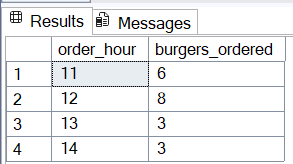 Results Messages
order_hour burgers_ordered
1 11 6
2 12 8
3 13 3
4 14 3